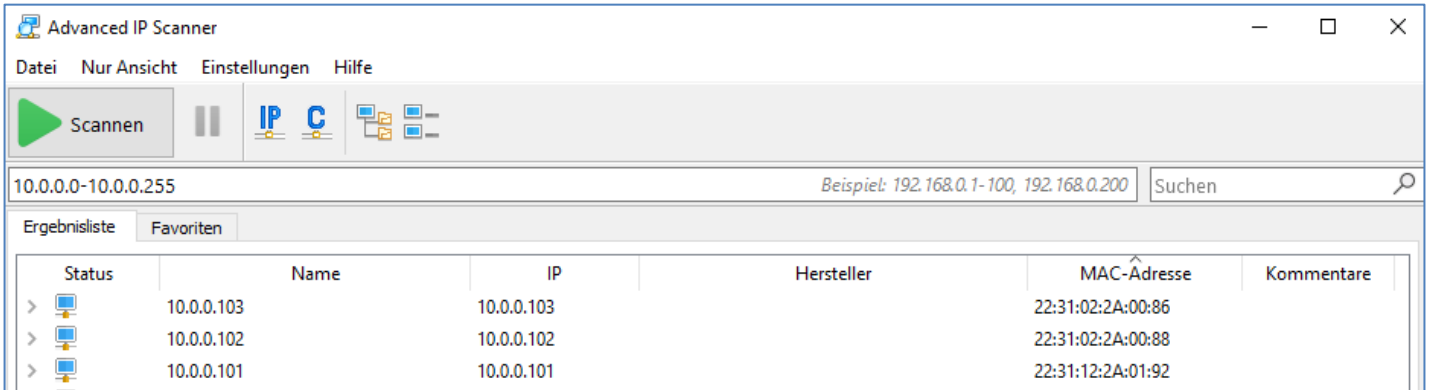 Advanced IP Scanner
Datei Nur Ansicht Einstellungen Hilfe
Scannen IP C
10.0.0.0-10.0.0.255 Beispiel: 192.168.0.1-100, 192.168.0.200 Suchen
Ergebnisliste Favoriten
Status Name IP Hersteller MAC-Adresse Kommentare
10.0.0.103 10.0.0.103 22:31:02:2A:00:86
10.0.0.102 10.0.0.102 22:31:02:2A:00:88
10.0.0.101 10.0.0.101 22:31:12:2A:01:92